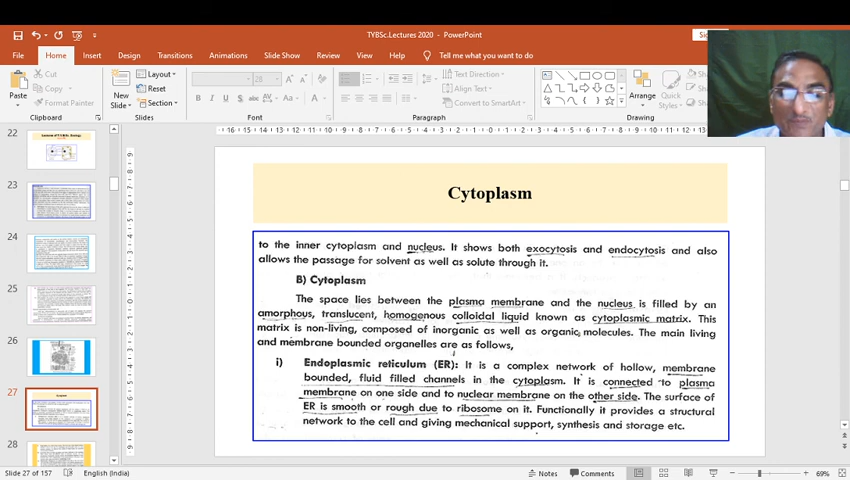 TYBSc.Lectures 2020 - PowerPoint
File Home Insert Design Transitions Animations Slide Show Review View Help Tell me what you want to do
Cut
Copy
Format Painter
Paste
Clipboard
New
Slide
Layout
Reset
Section
Slides
28
Font
Text Direction
Align Text
Convert to SmartArt
Paragraph
Arrange
Quick
Styles
Drawing
22
23
24
25
26
27
28
Cytoplasm
to the inner cytoplasm and nucleus. It shows both exocytosis and endocytosis and also
allows the passage for solvent as well as solute through it.
B) Cytoplasm
The space lies between the plasma membrane and the nucleus is filled by an
amorphous, translucent, homogenous colloidal liquid known as cytoplasmic matrix. This
matrix is non-living, composed of inorganic as well as organic molecules. The main living
and membrane bounded organelles are as follows,
i) Endoplasmic reticulum (ER): It is a complex network of hollow, membrane
bounded, fluid filled channels in the cytoplasm. It is connected to plasma
membrane on one side and to nuclear membrane on the other side. The surface of
ER is smooth or rough due to ribosome on it. Functionally it provides a structural
network to the cell and giving mechanical support, synthesis and storage etc.
Slide 27 of 157 English (India) Notes Comments 69%